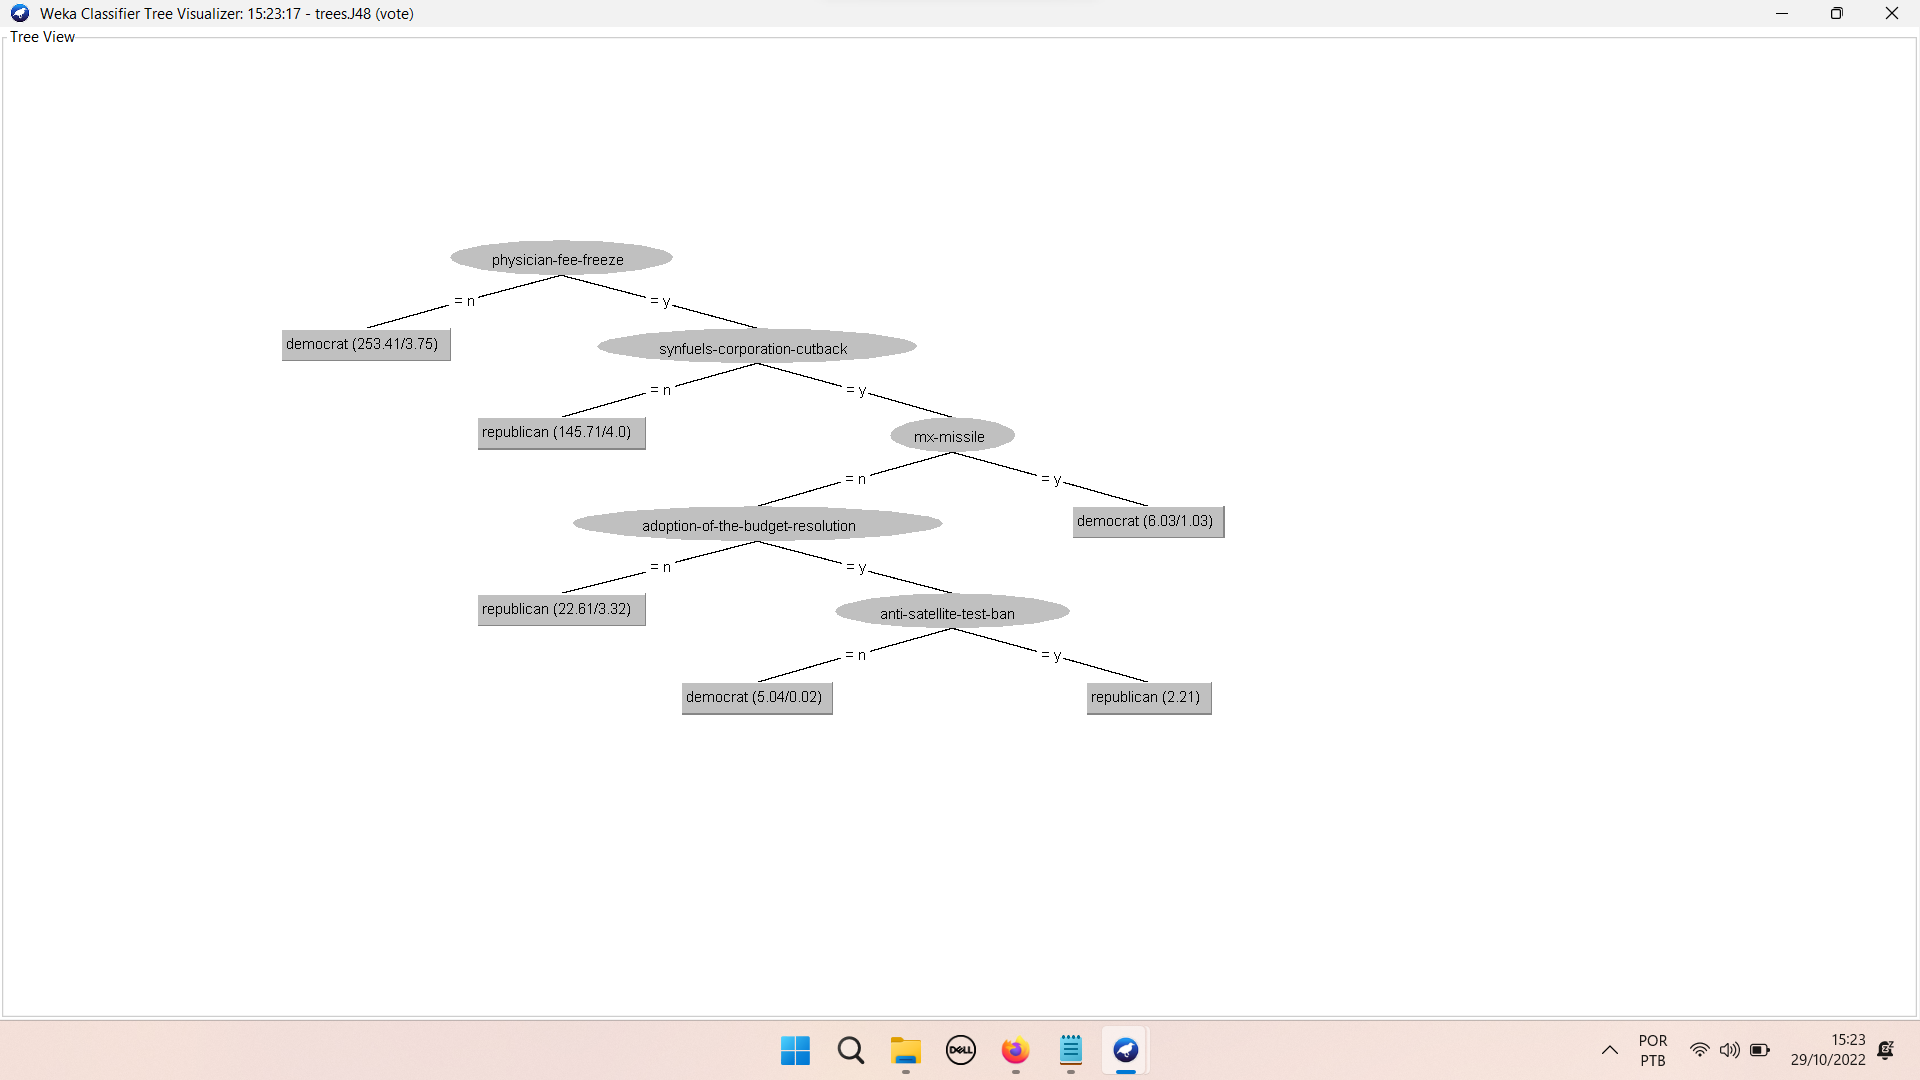 Weka Classifier Tree Visualizer: 15:23:17 - trees.J48 (vote)
Tree View
physician-fee-freeze
= n
= y
democrat (253.41/3.75)
synfuels-corporation-cutback
= n
= y
republican (145.71/4.0)
mx-missile
= n
= y
adoption-of-the-budget-resolution
democrat (6.03/1.03)
= n
= y
republican (22.61/3.32)
anti-satellite-test-ban
= n
= y
democrat (5.04/0.02)
republican (2.21)
DELL
POR
PTB
15:23
29/10/2022